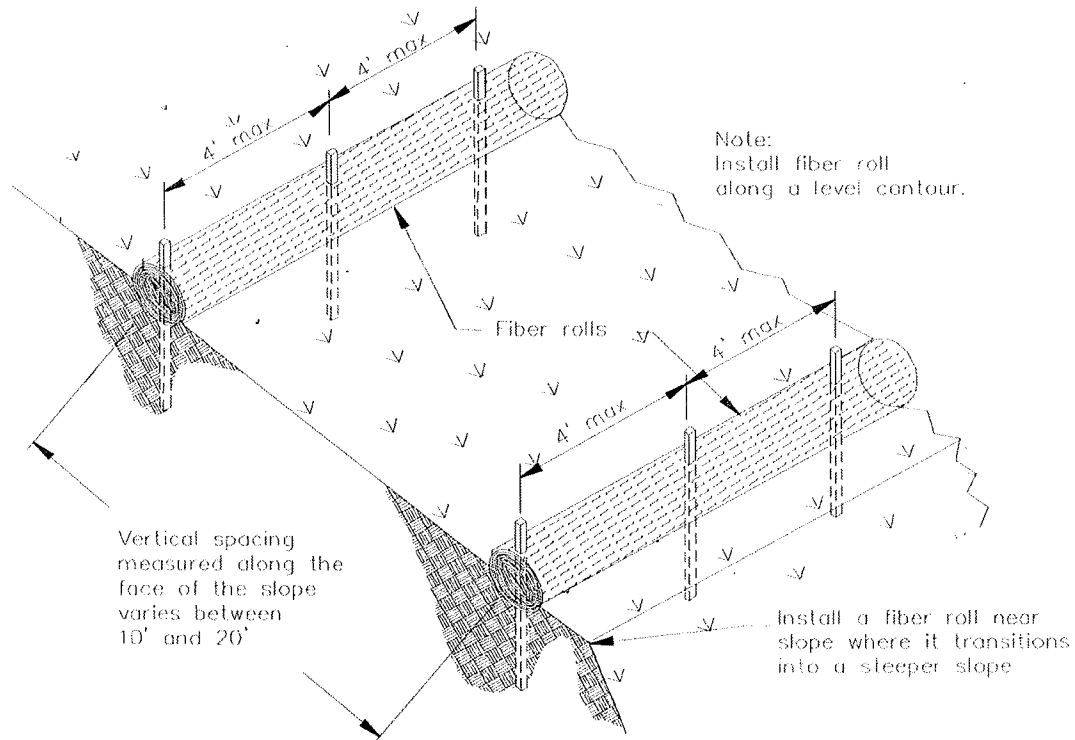 4' max
4' max
Note:
Install fiber roll
along a level contour.
Fiber rolls
4' max
4' max
Vertical spacing
measured along the
face of the slope
varies between
10' and 20'
Install a fiber roll near
slope where it transitions
into a steeper slope